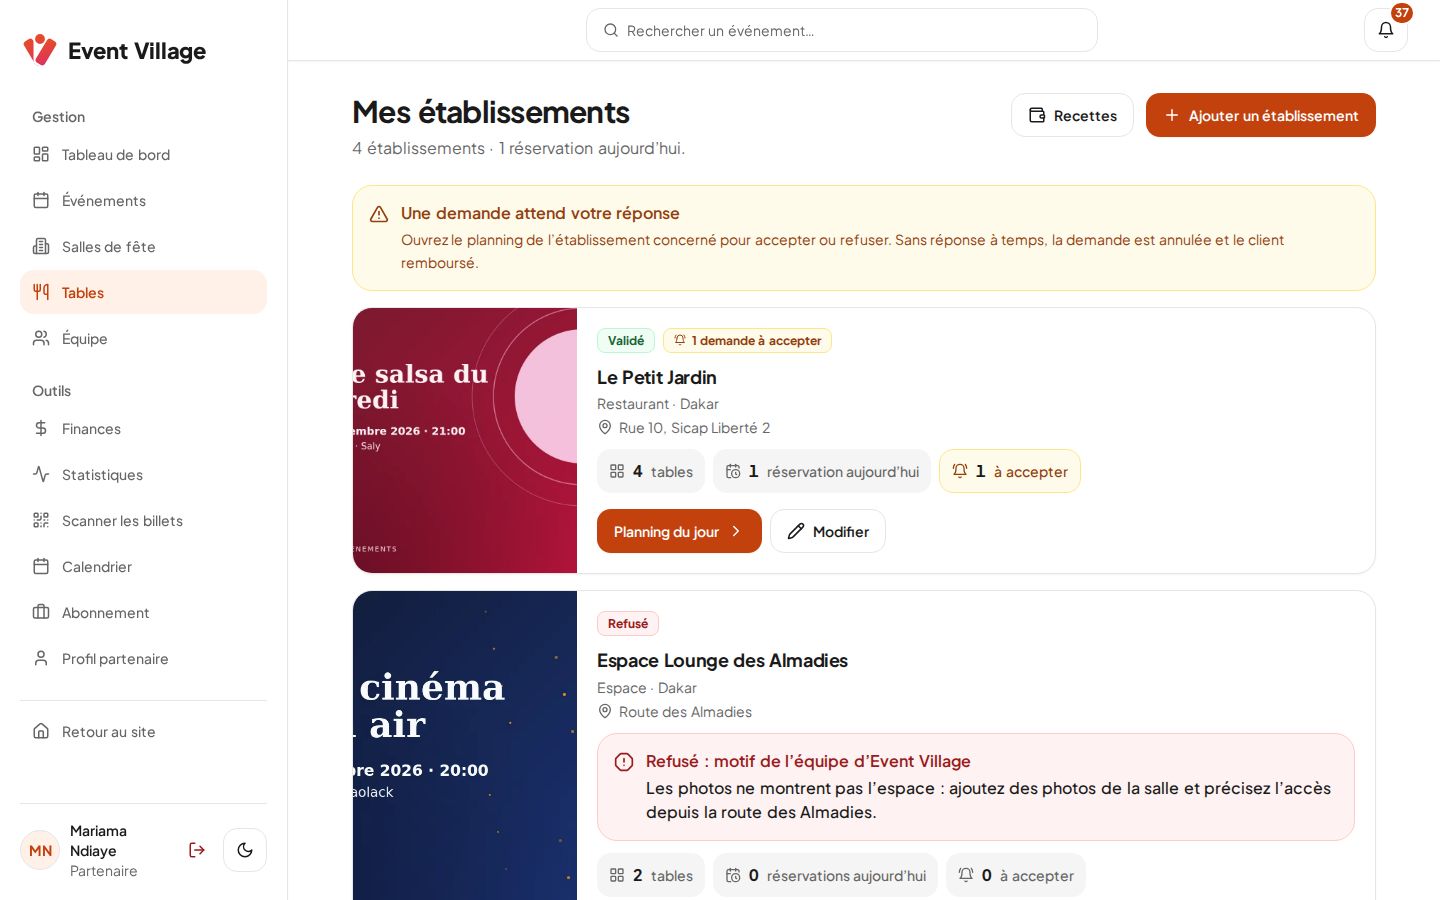 Event Village
Rechercher un événement…
37
Gestion
Tableau de bord
Événements
Salles de fête
Tables
Équipe
Outils
Finances
Statistiques
Scanner les billets
Calendrier
Abonnement
Profil partenaire
Retour au site
MN
Mariama
Ndiaye
Partenaire
Mes établissements
4 établissements · 1 réservation aujourd’hui.
Recettes
Ajouter un établissement
Une demande attend votre réponse
Ouvrez le planning de l’établissement concerné pour accepter ou refuser. Sans réponse à temps, la demande est annulée et le client
remboursé.
e salsa du
redi
embre 2026 · 21:00
· Saly
ÉNEMENTS
Validé
1 demande à accepter
Le Petit Jardin
Restaurant · Dakar
Rue 10, Sicap Liberté 2
4 tables
1 réservation aujourd’hui
1 à accepter
Planning du jour
Modifier
cinéma
air
bre 2026 · 20:00
aolack
Refusé
Espace Lounge des Almadies
Espace · Dakar
Route des Almadies
Refusé : motif de l’équipe d’Event Village
Les photos ne montrent pas l’espace : ajoutez des photos de la salle et précisez l’accès
depuis la route des Almadies.
2 tables
0 réservations aujourd’hui
0 à accepter